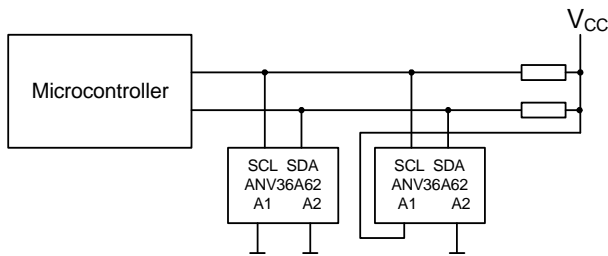 VCC
Microcontroller
SCL SDA
ANV36A62
A1 A2
SCL SDA
ANV36A62
A1 A2